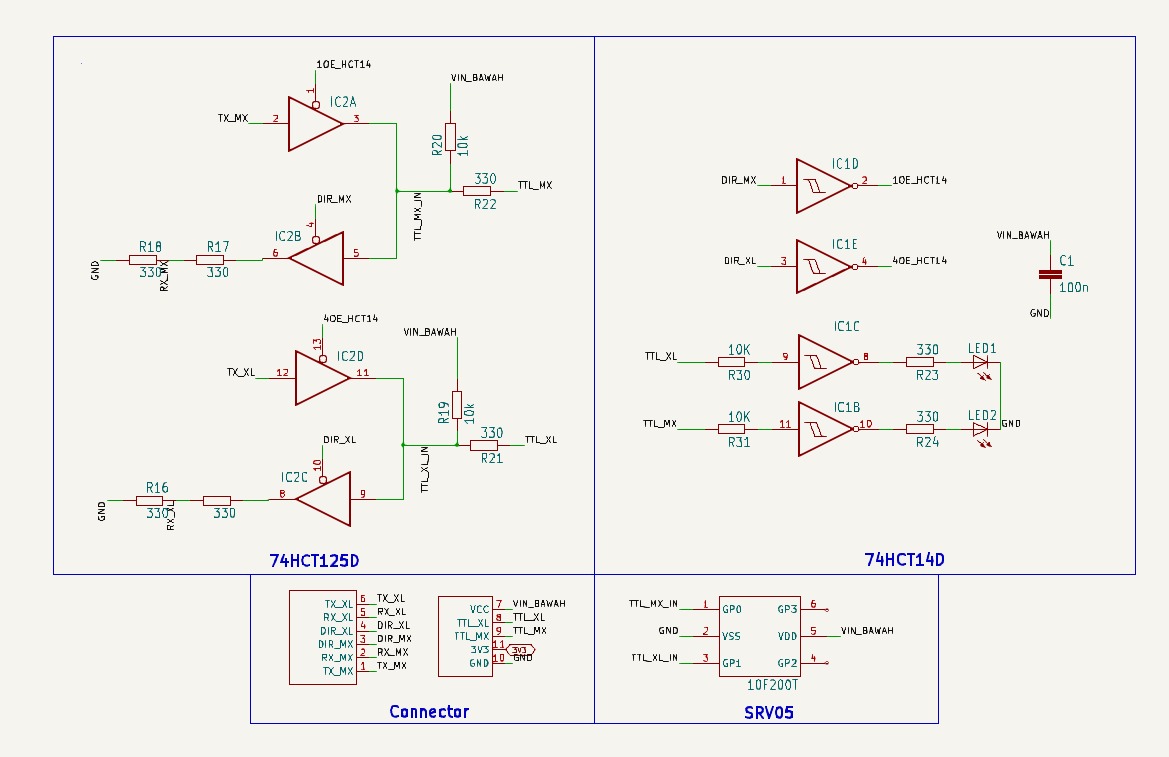 1OE_HCT14
1
IC2A
TX_MX
2
3
VIN_BAWAH
R20
10k
330
R22
TTL_MX
TTL_MX_IN
DIR_MX
4
IC2B
6
5
R18
330
RX_MX
R17
330
GND
4OE_HCT14
13
IC2D
TX_XL
12
11
VIN_BAWAH
R19
10k
330
R21
TTL_XL
TTL_XL_IN
DIR_XL
10
IC2C
8
9
R16
330
RX_XL
330
GND
74HCT125D
IC1D
DIR_MX
1
2
1OE_HCT14
IC1E
DIR_XL
3
4
4OE_HCT14
VIN_BAWAH
C1
100n
GND
IC1C
TTL_XL
10K
R30
9
8
330
R23
LED1
IC1B
TTL_MX
10K
R31
11
10
330
R24
LED2
GND
74HCT14D
TX_XL 6 TX_XL
RX_XL 5 RX_XL
DIR_XL 4 DIR_XL
DIR_MX 3 DIR_MX
RX_MX 2 RX_MX
TX_MX 1 TX_MX
VCC 7 VIN_BAWAH
TTL_XL 8 TTL_XL
TTL_MX 9 TTL_MX
3V3 11 3V3
GND 10 GND
Connector
TTL_MX_IN 1 GP0 GP3 6
GND 2 VSS VDD 5 VIN_BAWAH
TTL_XL_IN 3 GP1 GP2 4
10F200T
SRV05